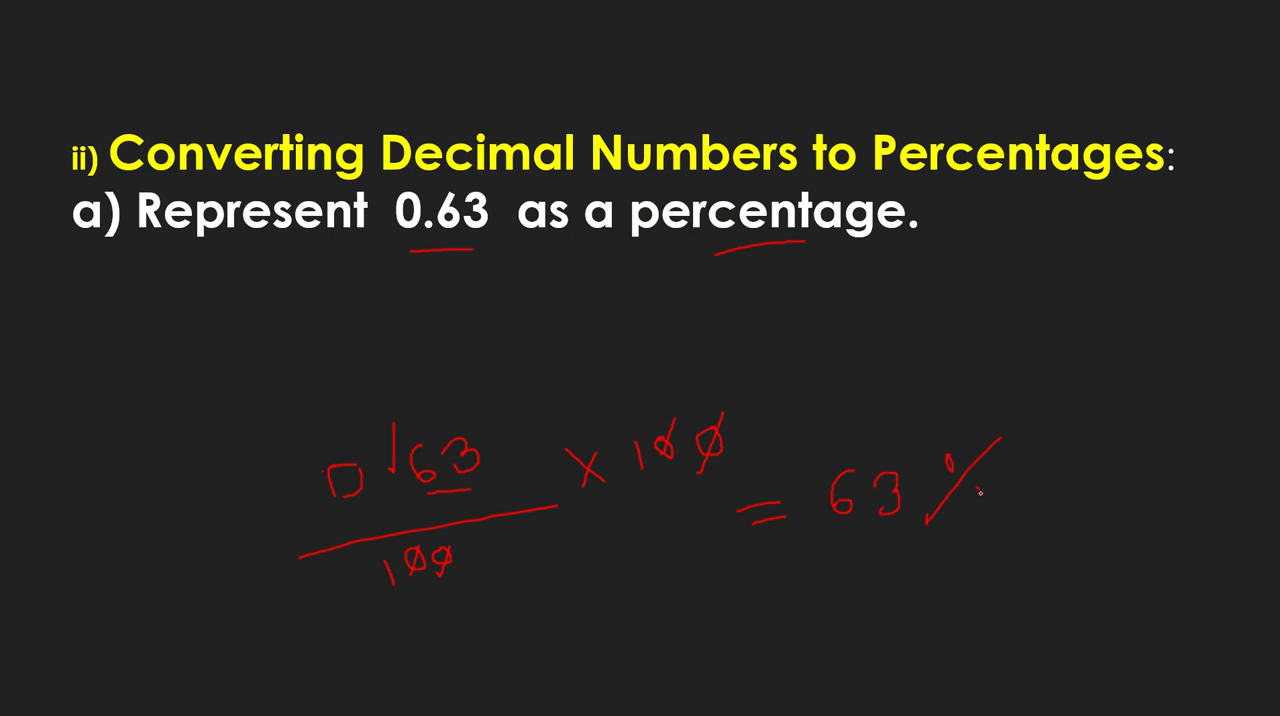 ii) Converting Decimal Numbers to Percentages:
a) Represent 0.63 as a percentage.
0 63 × 100 = 63 %
100